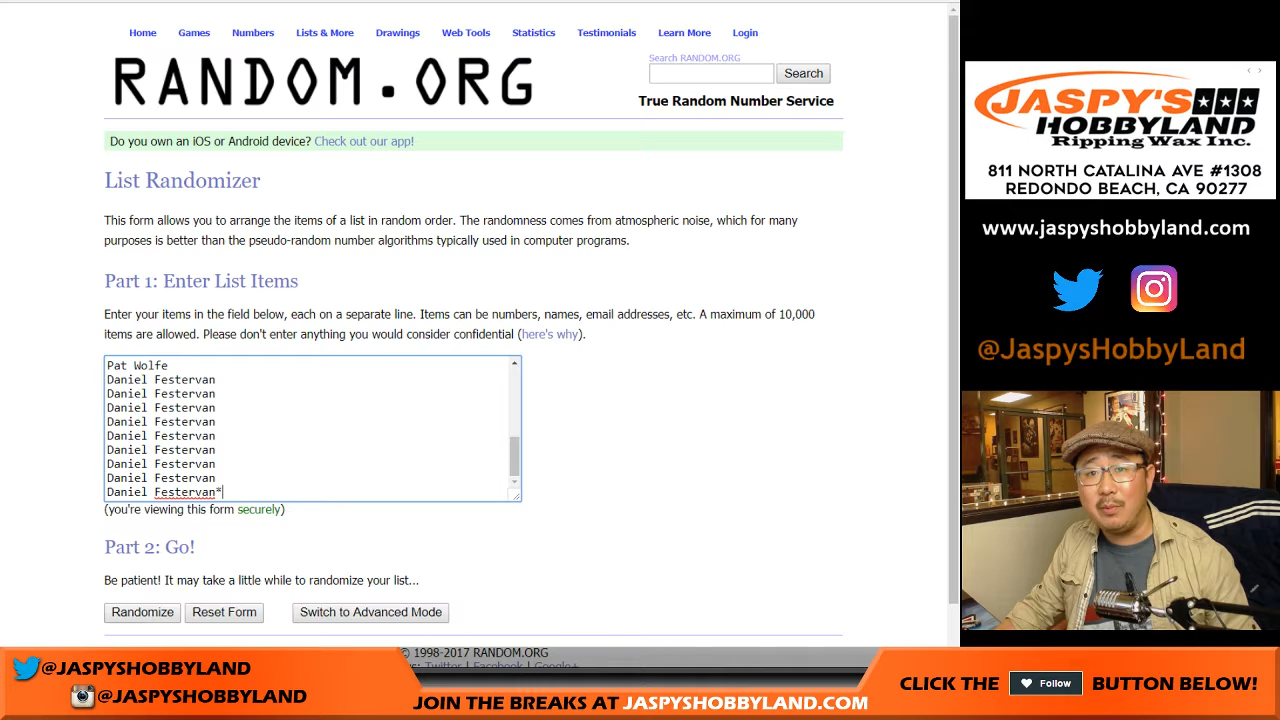 Home Games Numbers Lists & More Drawings Web Tools Statistics Testimonials Learn More Login
RANDOM.ORG
Search RANDOM.ORG
Search
True Random Number Service
Do you own an iOS or Android device? Check out our app!
List Randomizer
This form allows you to arrange the items of a list in random order. The randomness comes from atmospheric noise, which for many
purposes is better than the pseudo-random number algorithms typically used in computer programs.
Part 1: Enter List Items
Enter your items in the field below, each on a separate line. Items can be numbers, names, email addresses, etc. A maximum of 10,000
items are allowed. Please don't enter anything you would consider confidential (here's why).
Pat Wolfe
Daniel Festervan
Daniel Festervan
Daniel Festervan
Daniel Festervan
Daniel Festervan
Daniel Festervan
Daniel Festervan
Daniel Festervan
Daniel Festervan*
(you're viewing this form securely)
Part 2: Go!
Be patient! It may take a little while to randomize your list...
Randomize Reset Form Switch to Advanced Mode
© 1998-2017 RANDOM.ORG
Twitter | Facebook | Google+
JASPY'S
HOBBYLAND
Ripping Wax Inc.
811 NORTH CATALINA AVE #1308
REDONDO BEACH, CA 90277
www.jaspyshobbyland.com
@JaspysHobbyLand
@JASPYSHOBBYLAND
@JASPYSHOBBYLAND
JOIN THE BREAKS AT JASPYSHOBBYLAND.COM
CLICK THE Follow BUTTON BELOW!